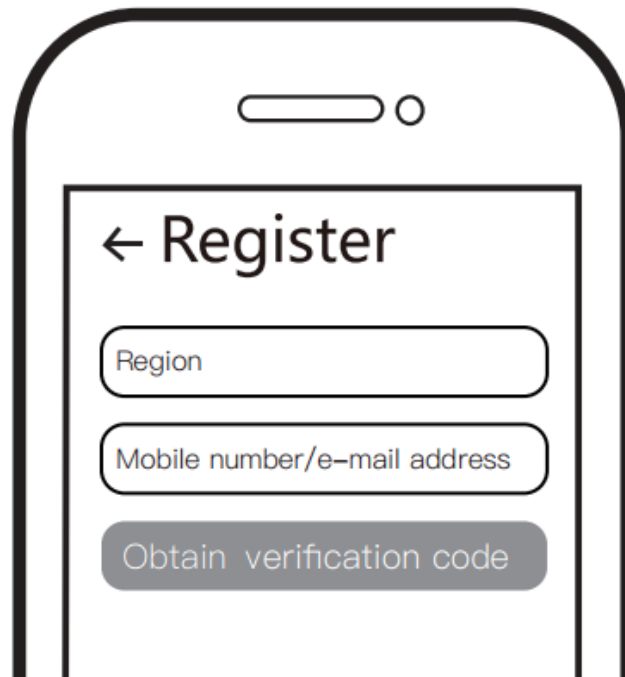 ← Register
Region
Mobile number/e-mail address
Obtain verification code